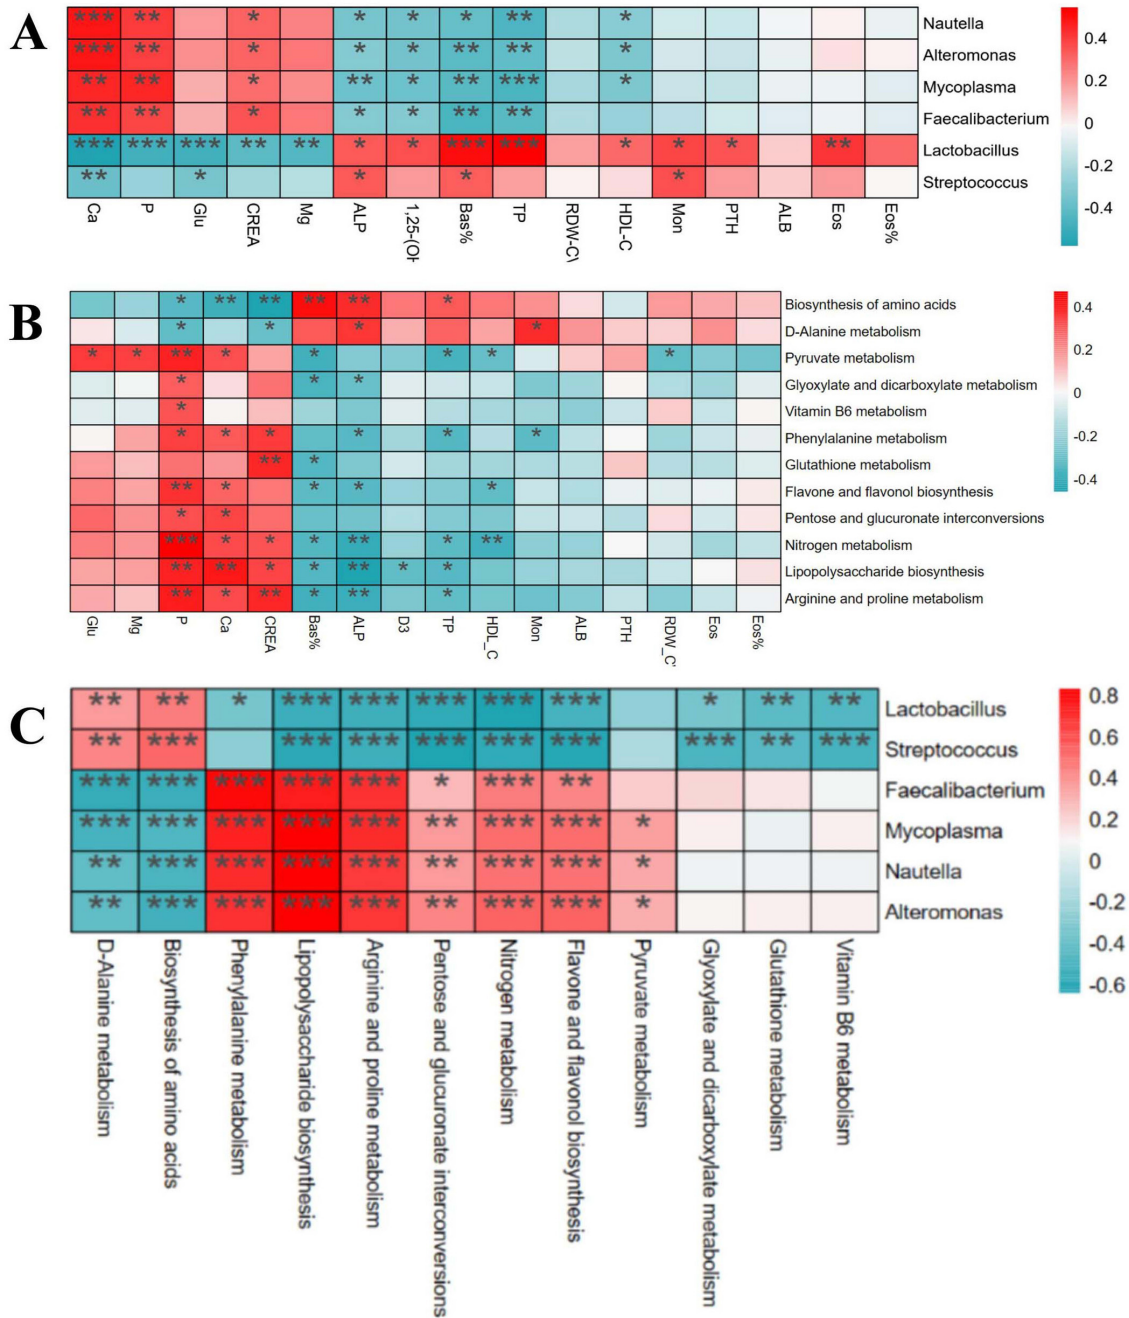 A
*** ** * * * * ** * Nautella
*** ** * * * ** ** * Alteromonas
** ** * ** * ** *** * Mycoplasma
** ** * * * ** ** Faecalibacterium
*** *** *** ** ** * * *** *** * * * ** Lactobacillus
** * * * * Streptococcus
Ca P Glu CREA Mg ALP 1,25-(OH Bas% TP RDW-C\ HDL-C Mon PTH ALB Eos Eos%
0.4
0.2
0
-0.2
-0.4
B
* ** ** ** ** * Biosynthesis of amino acids
* * * * D-Alanine metabolism
* * ** * * * * * Pyruvate metabolism
* * * Glyoxylate and dicarboxylate metabolism
* Vitamin B6 metabolism
* * * * * * Phenylalanine metabolism
** * Glutathione metabolism
** * * * * Flavone and flavonol biosynthesis
* * Pentose and glucuronate interconversions
*** * * * ** * ** Nitrogen metabolism
** ** * * ** * * Lipopolysaccharide biosynthesis
** * ** * ** * Arginine and proline metabolism
Glu Mg P Ca CREA Bas% ALP D3 TP HDL_C Mon ALB PTH RDW_C' Eos Eos%
0.4
0.2
0
-0.2
-0.4
C
** ** * *** *** *** *** *** * ** ** Lactobacillus
** *** *** *** *** *** *** *** ** *** Streptococcus
*** *** *** *** *** * *** ** Faecalibacterium
*** *** *** *** *** ** *** *** * Mycoplasma
** *** *** *** *** ** *** *** * Nautella
** *** *** *** *** ** *** *** * Alteromonas
D-Alanine metabolism
Biosynthesis of amino acids
Phenylalanine metabolism
Lipopolysaccharide biosynthesis
Arginine and proline metabolism
Pentose and glucuronate interconversions
Nitrogen metabolism
Flavone and flavonol biosynthesis
Pyruvate metabolism
Glyoxylate and dicarboxylate metabolism
Glutathione metabolism
Vitamin B6 metabolism
0.8
0.6
0.4
0.2
0
-0.2
-0.4
-0.6